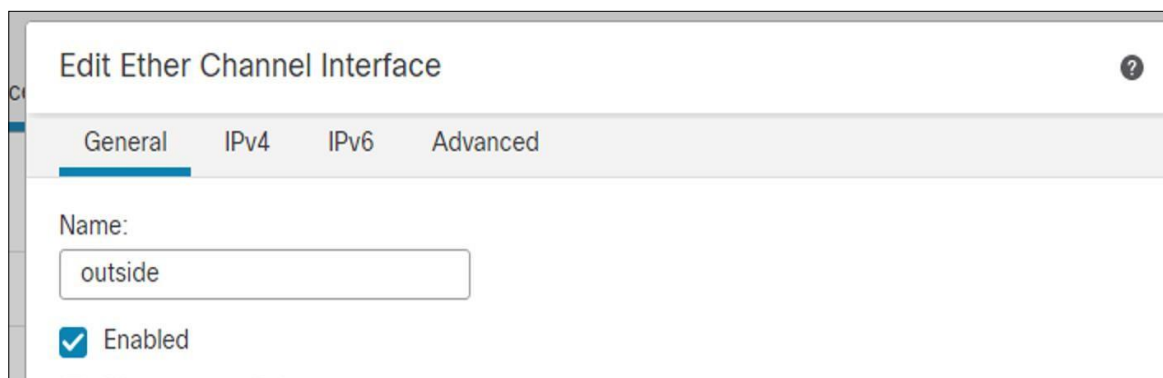 Edit Ether Channel Interface
General IPv4 IPv6 Advanced
Name:
outside
Enabled